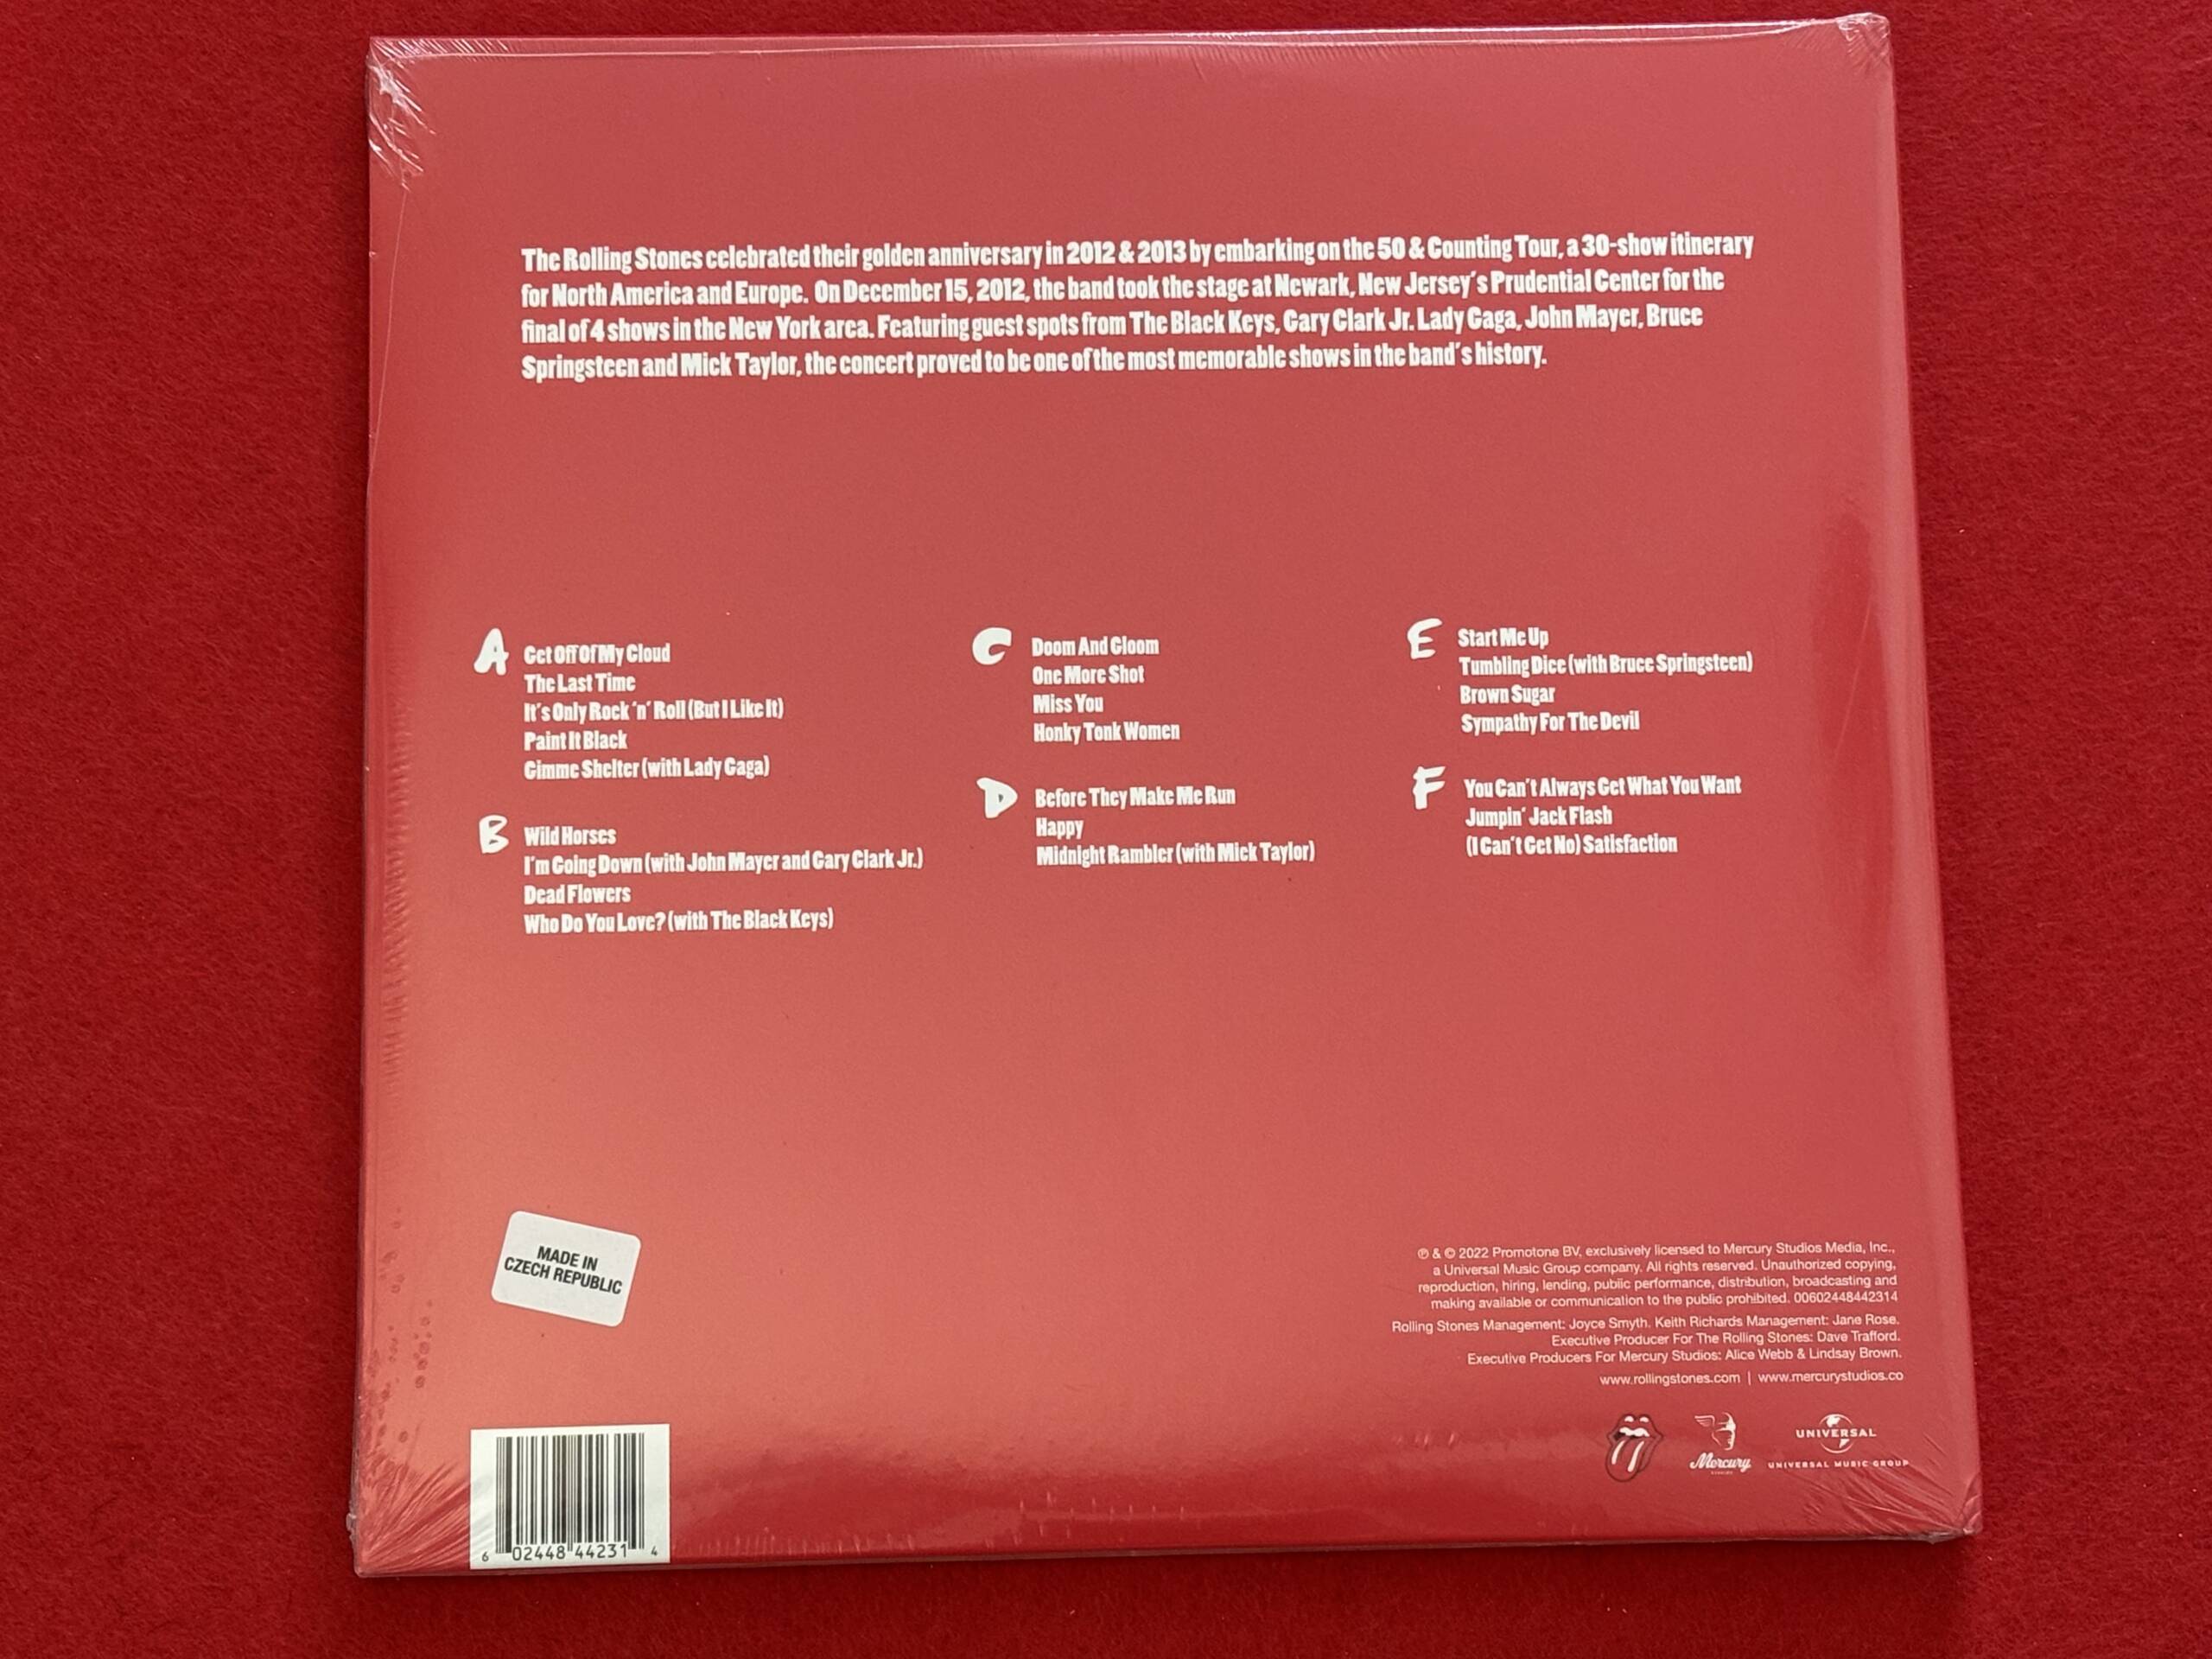 The Rolling Stones celebrated their golden anniversary in 2012 & 2013 by embarking on the 50 & Counting Tour, a 30-show itinerary
for North America and Europe. On December 15, 2012, the band took the stage at Newark, New Jersey's Prudential Center for the
final of 4 shows in the New York area. Featuring guest spots from The Black Keys, Gary Clark Jr. Lady Gaga, John Mayer, Bruce
Springsteen and Mick Taylor, the concert proved to be one of the most memorable shows in the band's history.
A
Get Off Of My Cloud
The Last Time
It's Only Rock 'n' Roll (But I Like It)
Paint It Black
Gimme Shelter (with Lady Gaga)
B
Wild Horses
I'm Going Down (with John Mayer and Gary Clark Jr.)
Dead Flowers
Who Do You Love? (with The Black Keys)
C
Doom And Gloom
One More Shot
Miss You
Honky Tonk Women
D
Before They Make Me Run
Happy
Midnight Rambler (with Mick Taylor)
E
Start Me Up
Tumbling Dice (with Bruce Springsteen)
Brown Sugar
Sympathy For The Devil
F
You Can't Always Get What You Want
Jumpin' Jack Flash
(I Can't Get No) Satisfaction
MADE IN
CZECH REPUBLIC
℗ & © 2022 Promotone BV, exclusively licensed to Mercury Studios Media, Inc.,
a Universal Music Group company. All rights reserved. Unauthorized copying,
reproduction, hiring, lending, public performance, distribution, broadcasting and
making available or communication to the public prohibited. 00602448442314
Rolling Stones Management: Joyce Smyth. Keith Richards Management: Jane Rose.
Executive Producer For The Rolling Stones: Dave Trafford.
Executive Producers For Mercury Studios: Alice Webb & Lindsay Brown.
www.rollingstones.com | www.mercurystudios.co
Mercury
STUDIOS
UNIVERSAL
UNIVERSAL MUSIC GROUP
6 02448 44231 4